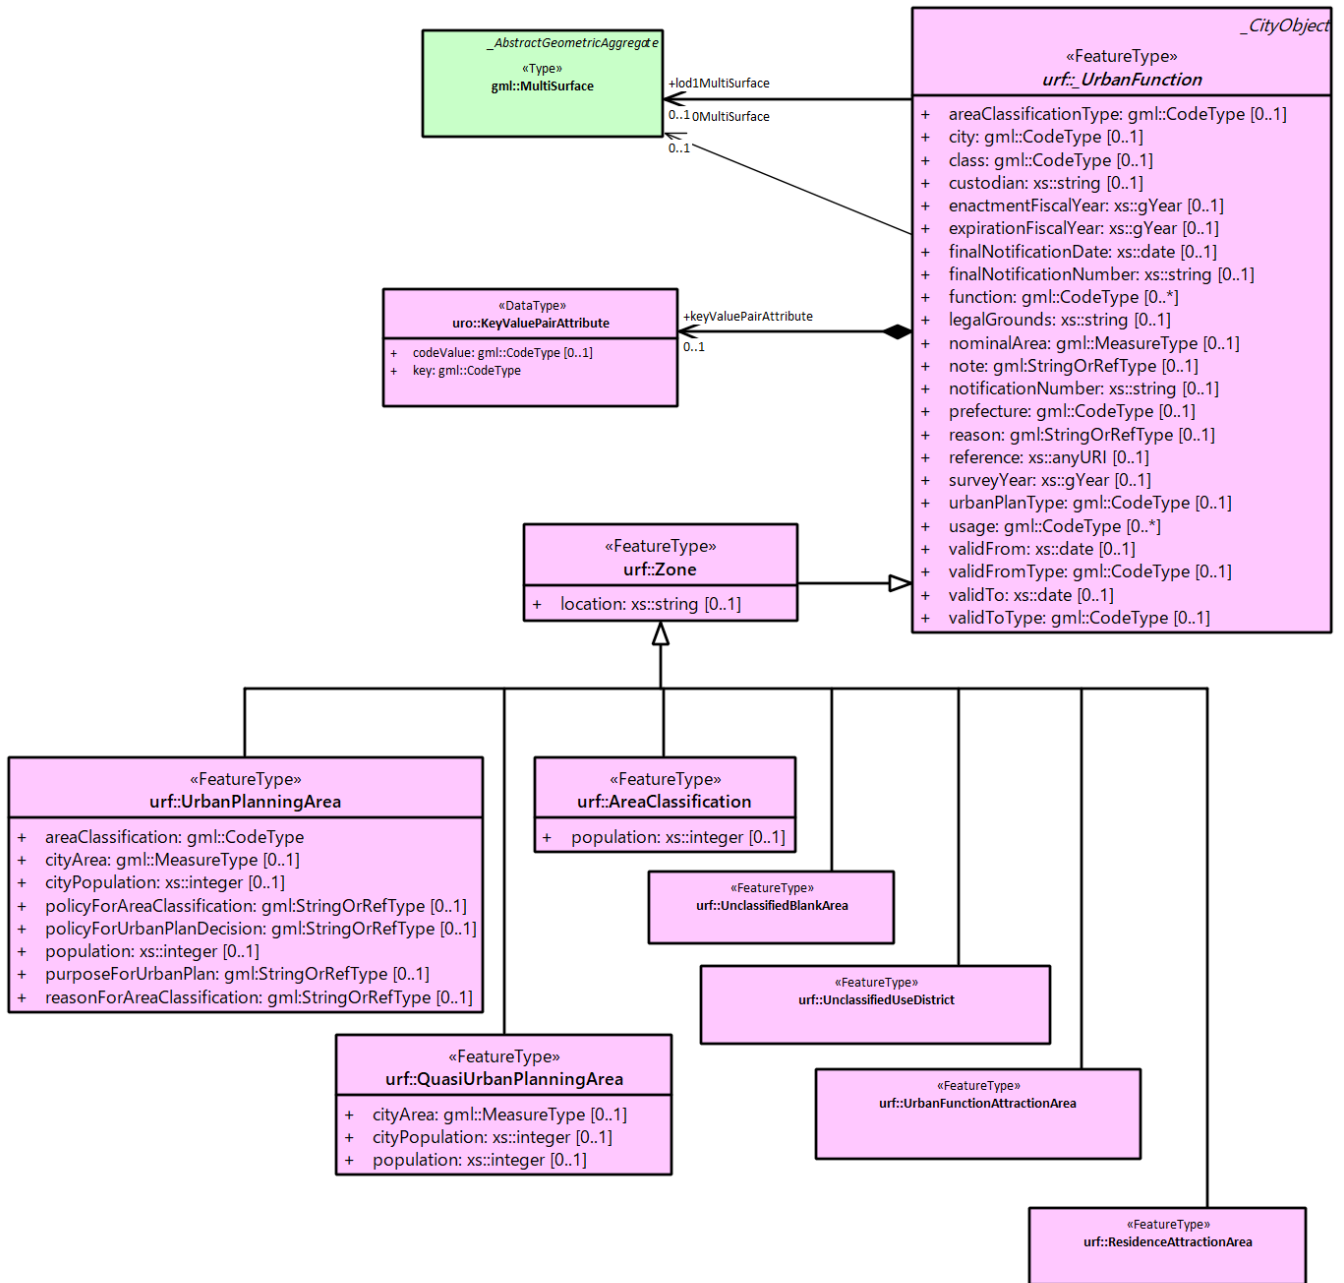 _CityObject
«FeatureType»
urf::_UrbanFunction
+ areaClassificationType: gml::CodeType [0..1]
+ city: gml::CodeType [0..1]
+ class: gml::CodeType [0..1]
+ custodian: xs::string [0..1]
+ enactmentFiscalYear: xs::gYear [0..1]
+ expirationFiscalYear: xs::gYear [0..1]
+ finalNotificationDate: xs::date [0..1]
+ finalNotificationNumber: xs::string [0..1]
+ function: gml::CodeType [0..*]
+ legalGrounds: xs::string [0..1]
+ nominalArea: gml::MeasureType [0..1]
+ note: gml:StringOrRefType [0..1]
+ notificationNumber: xs::string [0..1]
+ prefecture: gml::CodeType [0..1]
+ reason: gml:StringOrRefType [0..1]
+ reference: xs::anyURI [0..1]
+ surveyYear: xs::gYear [0..1]
+ urbanPlanType: gml::CodeType [0..1]
+ usage: gml::CodeType [0..*]
+ validFrom: xs::date [0..1]
+ validFromType: gml::CodeType [0..1]
+ validTo: xs::date [0..1]
+ validToType: gml::CodeType [0..1]
_AbstractGeometricAggregate
«Type»
gml::MultiSurface
+lod1MultiSurface
0..1
0MultiSurface
0..1
«DataType»
uro::KeyValuePairAttribute
+ codeValue: gml::CodeType [0..1]
+ key: gml::CodeType
+keyValuePairAttribute
0..1
«FeatureType»
urf::Zone
+ location: xs::string [0..1]
«FeatureType»
urf::UrbanPlanningArea
+ areaClassification: gml::CodeType
+ cityArea: gml::MeasureType [0..1]
+ cityPopulation: xs::integer [0..1]
+ policyForAreaClassification: gml:StringOrRefType [0..1]
+ policyForUrbanPlanDecision: gml:StringOrRefType [0..1]
+ population: xs::integer [0..1]
+ purposeForUrbanPlan: gml:StringOrRefType [0..1]
+ reasonForAreaClassification: gml:StringOrRefType [0..1]
«FeatureType»
urf::AreaClassification
+ population: xs::integer [0..1]
«FeatureType»
urf::UnclassifiedBlankArea
«FeatureType»
urf::UnclassifiedUseDistrict
«FeatureType»
urf::QuasiUrbanPlanningArea
+ cityArea: gml::MeasureType [0..1]
+ cityPopulation: xs::integer [0..1]
+ population: xs::integer [0..1]
«FeatureType»
urf::UrbanFunctionAttractionArea
«FeatureType»
urf::ResidenceAttractionArea